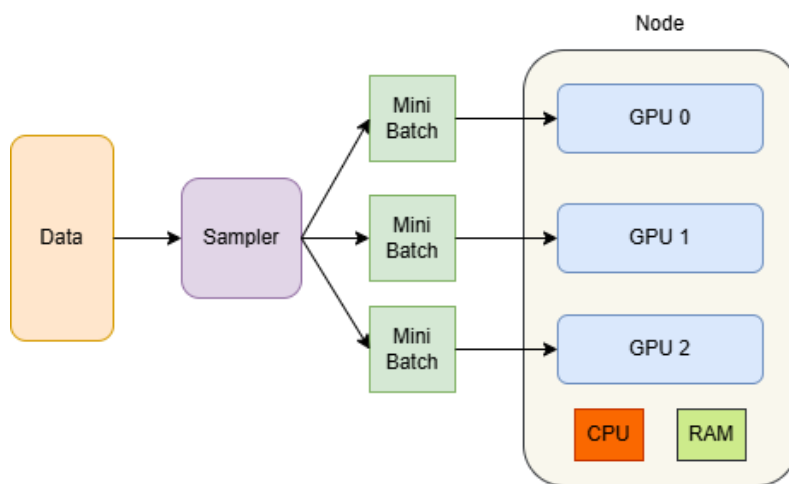 Node
Data
Sampler
Mini
Batch
GPU 0
Mini
Batch
GPU 1
Mini
Batch
GPU 2
CPU
RAM